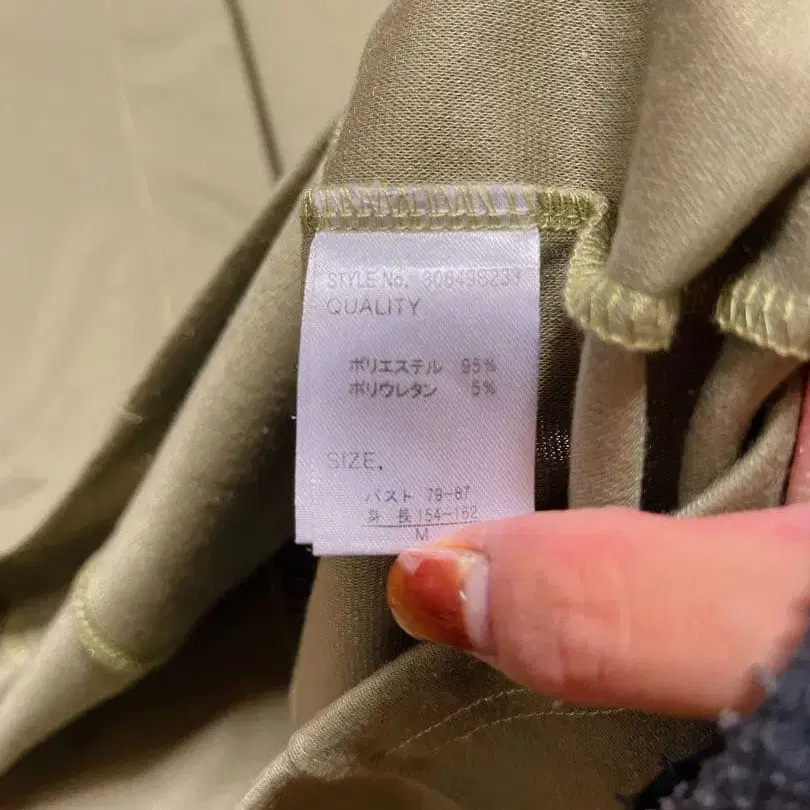 STYLE No. 606498233
QUALITY
ポリエステル 95%
ポリウレタン 5%
SIZE.
バスト 79-87
身 長 154~162
M